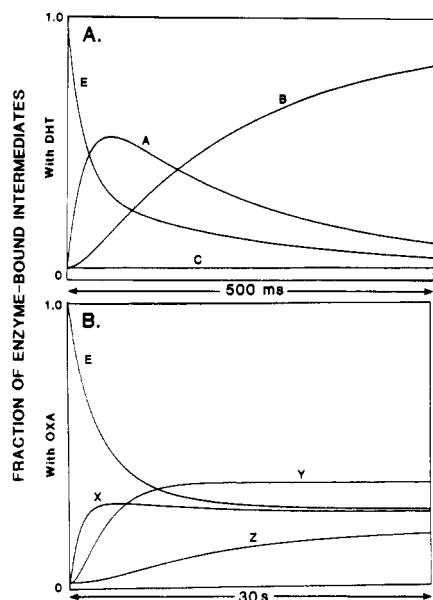 FRACTION OF ENZYME-BOUND INTERMEDIATES
With DHT
1.0
A.
E
A
B
C
0
500 ms
With OXA
1.0
B.
E
X
Y
Z
0
30 s